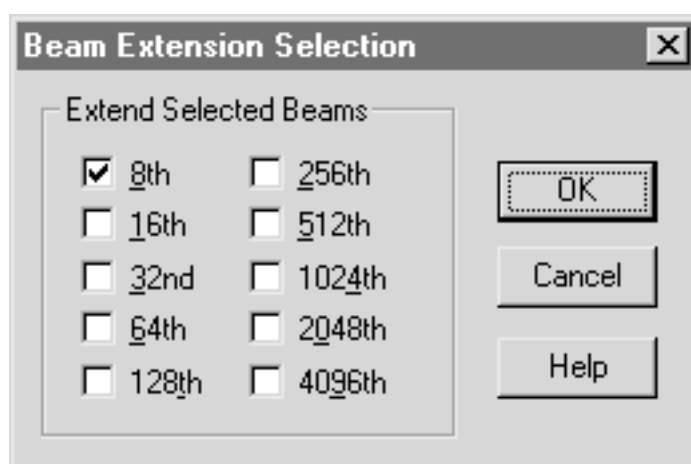 Beam Extension Selection
Extend Selected Beams
8th
16th
32nd
64th
128th
256th
512th
1024th
2048th
4096th
OK
Cancel
Help